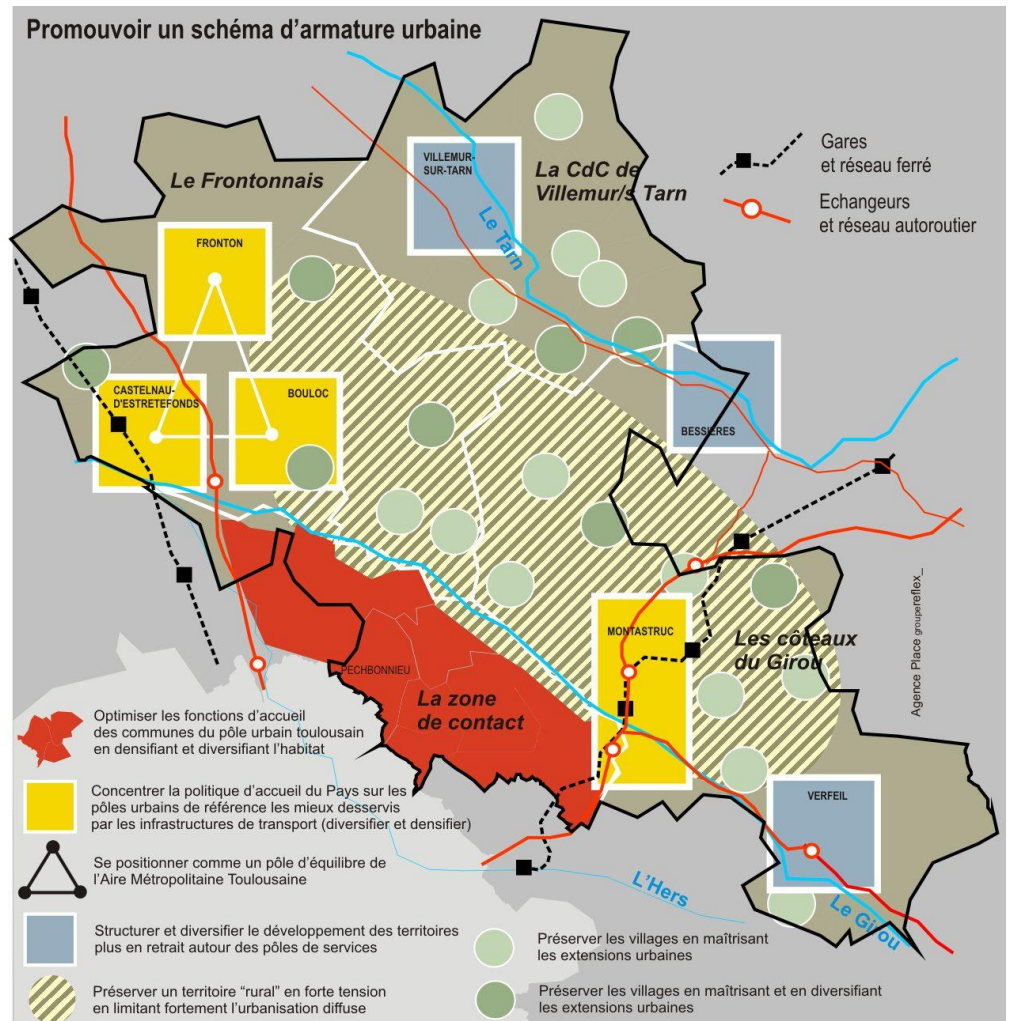 Promouvoir un schéma d'armature urbaine
Gares
et réseau ferré
Echangeurs
et réseau autoroutier
VILLEMUR-
SUR-TARN
La CdC de
Villemur/s Tarn
Le Frontonnais
Le Tarn
FRONTON
CASTELNAU-
D'ESTRETEFONDS
BOULOC
BESSIÈRES
MONTASTRUC
Les côteaux
du Girou
PECHBONNIEU
La zone
de contact
VERFEIL
L'Hers
Le Girou
Agence Place groupereflex_
Optimiser les fonctions d'accueil
des communes du pôle urbain toulousain
en densifiant et diversifiant l'habitat
Concentrer la politique d'accueil du Pays sur les
pôles urbains de référence les mieux desservis
par les infrastructures de transport (diversifier et densifier)
Se positionner comme un pôle d'équilibre de
l'Aire Métropolitaine Toulousaine
Structurer et diversifier le développement des territoires
plus en retrait autour des pôles de services
Préserver un territoire "rural" en forte tension
en limitant fortement l'urbanisation diffuse
Préserver les villages en maîtrisant
les extensions urbaines
Préserver les villages en maîtrisant et en diversifiant
les extensions urbaines